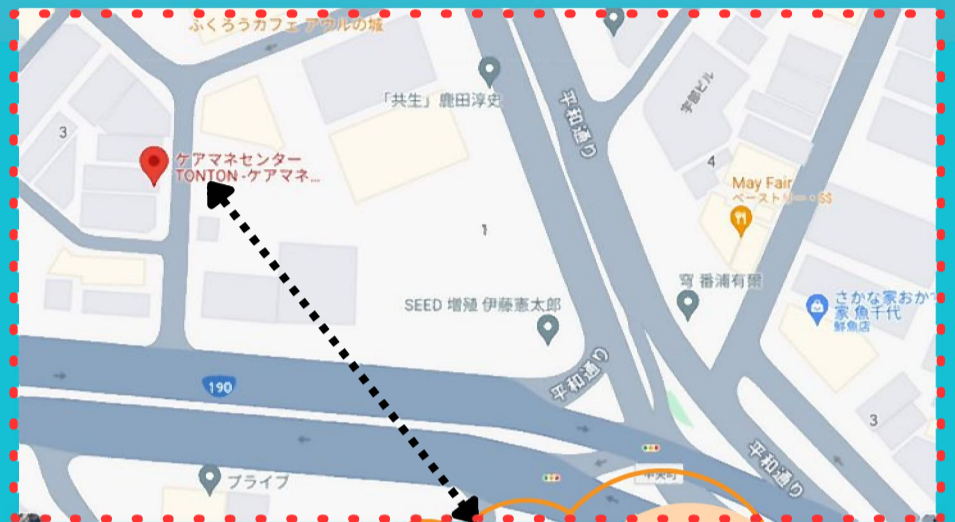 ふくろうカフェ アウルの城
「共生」鹿田淳史
平和通り
宇部ビル
3
ケアマネセンター
TONTON -ケアマネ...
4
May Fair
ペーストリー・$$
1
穹 番浦有爾
SEED 増殖 伊藤憲太郎
さかな家おか
家 魚千代
鮮魚店
平和通り
190
3
平和通り
プライブ